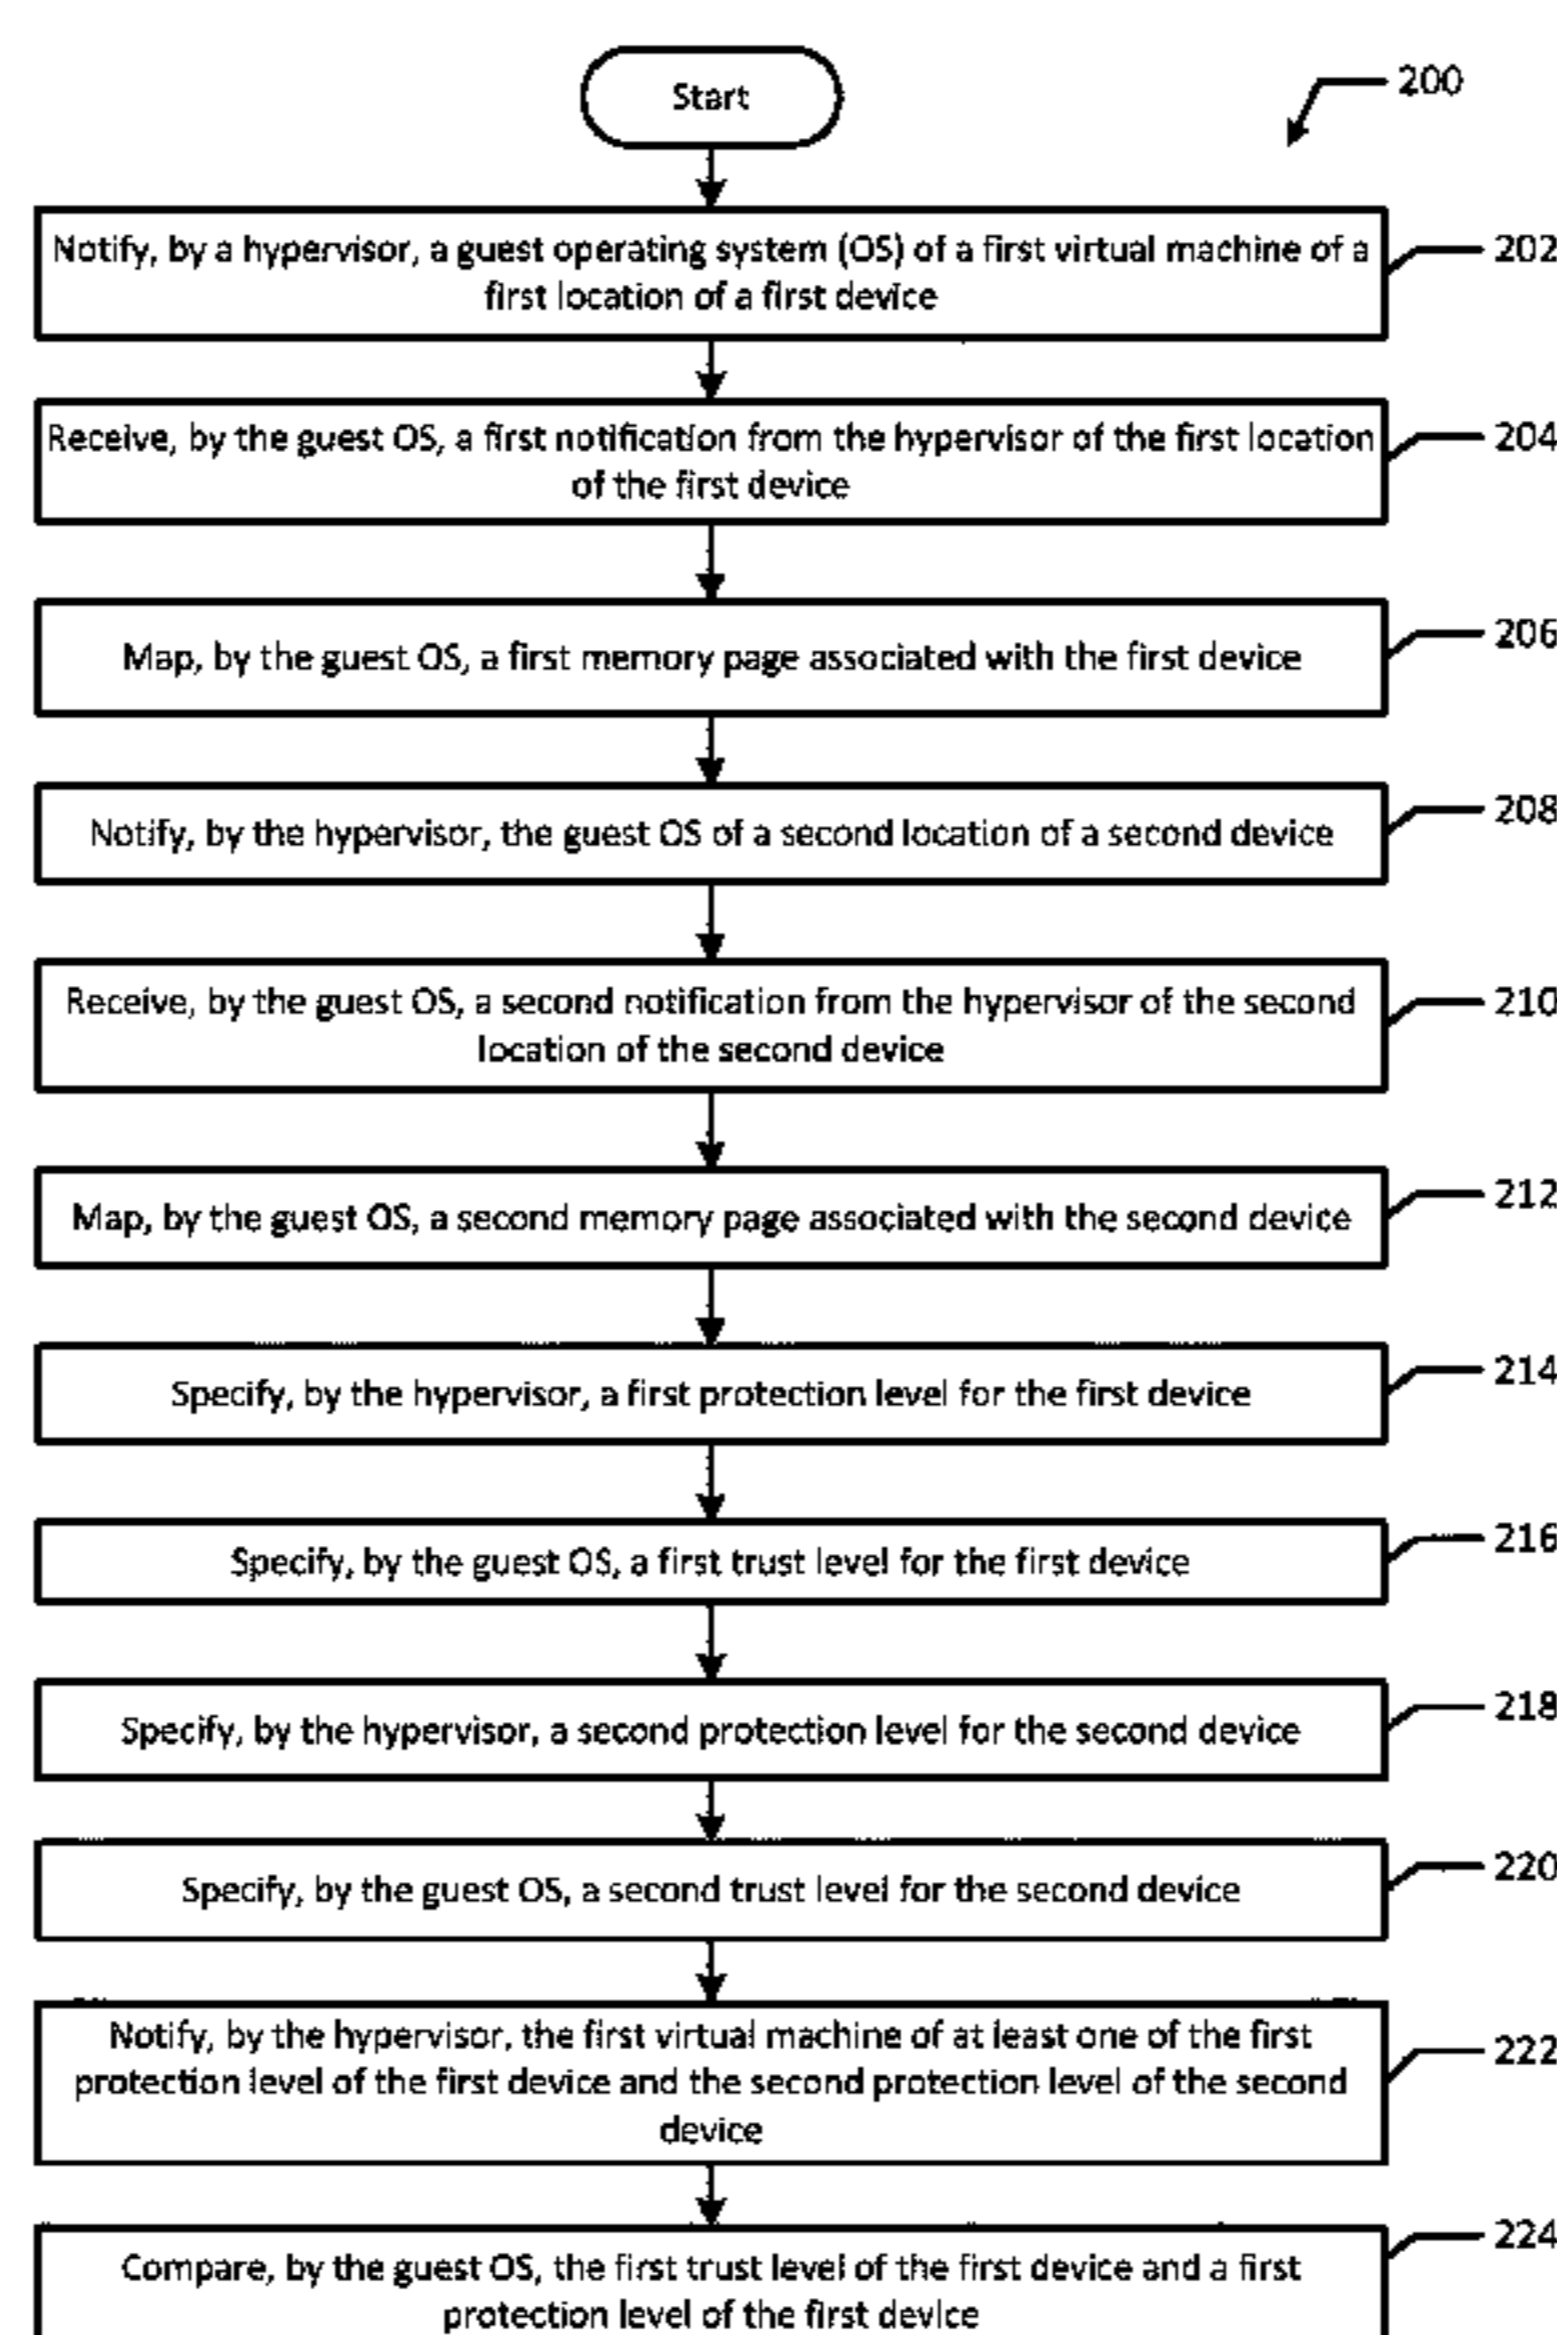 Start
200
Notify, by a hypervisor, a guest operating system (OS) of a first virtual machine of a
first location of a first device
202
Receive, by the guest OS, a first notification from the hypervisor of the first location
of the first device
204
Map, by the guest OS, a first memory page associated with the first device
206
Notify, by the hypervisor, the guest OS of a second location of a second device
208
Receive, by the guest OS, a second notification from the hypervisor of the second
location of the second device
210
Map, by the guest OS, a second memory page associated with the second device
212
Specify, by the hypervisor, a first protection level for the first device
214
Specify, by the guest OS, a first trust level for the first device
216
Specify, by the hypervisor, a second protection level for the second device
218
Specify, by the guest OS, a second trust level for the second device
220
Notify, by the hypervisor, the first virtual machine of at least one of the first
protection level of the first device and the second protection level of the second
device
222
Compare, by the guest OS, the first trust level of the first device and a first
protection level of the first device
224